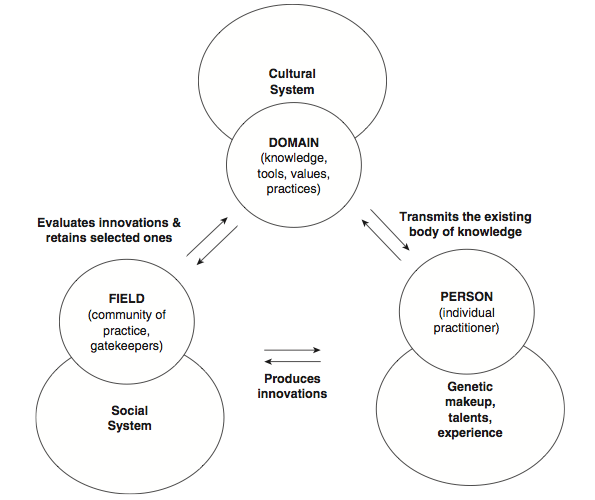 Cultural
System
DOMAIN
(knowledge,
tools, values,
practices)
Evaluates innovations &
retains selected ones
Transmits the existing
body of knowledge
FIELD
(community of
practice,
gatekeepers)
PERSON
(individual
practitioner)
Produces
innovations
Social
System
Genetic
makeup,
talents,
experience